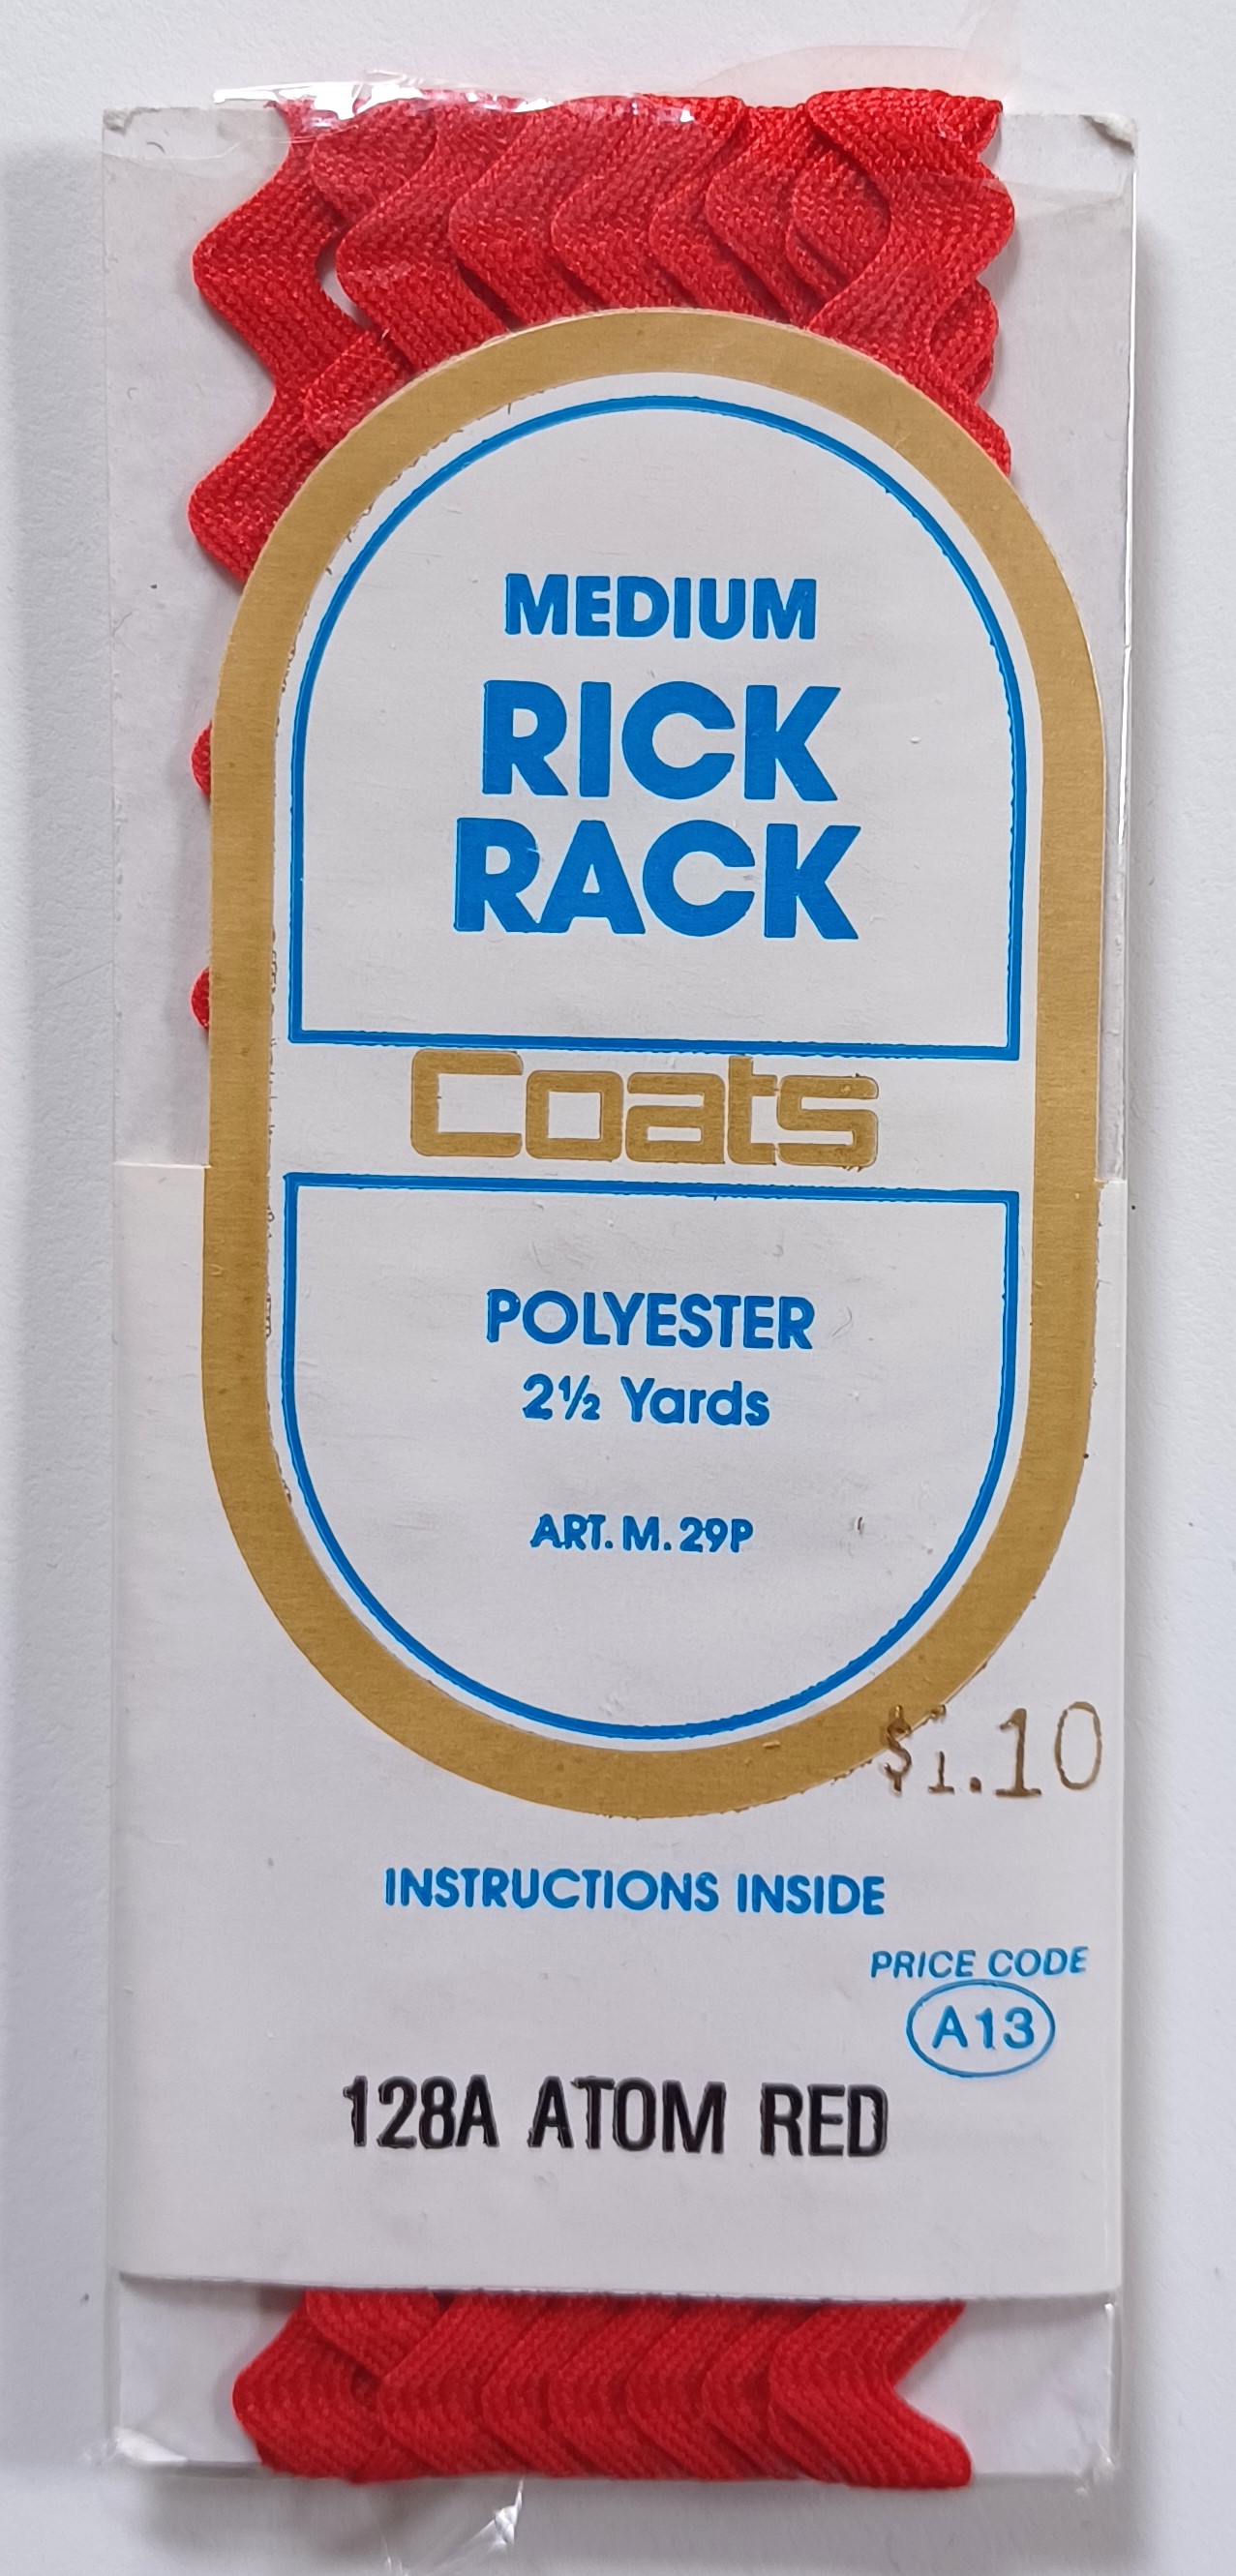 MEDIUM
RICK
RACK
Coats
POLYESTER
2½ Yards
ART. M. 29P
$1.10
INSTRUCTIONS INSIDE
PRICE CODE
A13
128A ATOM RED